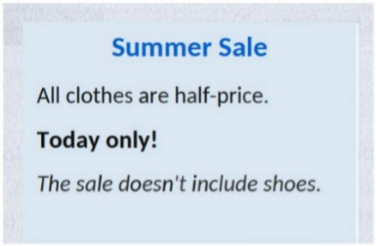 Summer Sale
All clothes are half-price.
Today only!
The sale doesn't include shoes.